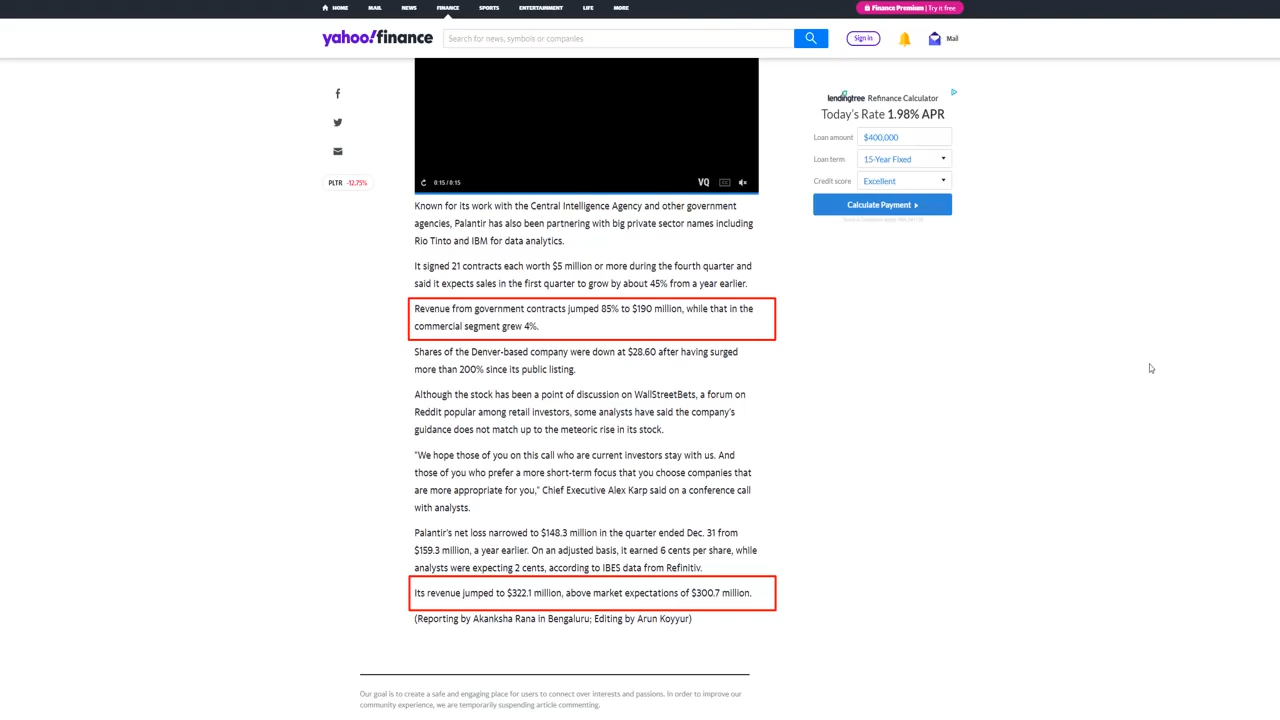 HOME MAIL NEWS FINANCE SPORTS ENTERTAINMENT LIFE MORE
Finance Premium | Try it free
yahoo!finance
Search for news, symbols or companies
Sign in
Mail
PLTR -12.75%
0:15 / 0:15
VQ
CC
Known for its work with the Central Intelligence Agency and other government
agencies, Palantir has also been partnering with big private sector names including
Rio Tinto and IBM for data analytics.
It signed 21 contracts each worth $5 million or more during the fourth quarter and
said it expects sales in the first quarter to grow by about 45% from a year earlier.
Revenue from government contracts jumped 85% to $190 million, while that in the
commercial segment grew 4%.
Shares of the Denver-based company were down at $28.60 after having surged
more than 200% since its public listing.
Although the stock has been a point of discussion on WallStreetBets, a forum on
Reddit popular among retail investors, some analysts have said the company's
guidance does not match up to the meteoric rise in its stock.
"We hope those of you on this call who are current investors stay with us. And
those of you who prefer a more short-term focus that you choose companies that
are more appropriate for you," Chief Executive Alex Karp said on a conference call
with analysts.
Palantir's net loss narrowed to $148.3 million in the quarter ended Dec. 31 from
$159.3 million, a year earlier. On an adjusted basis, it earned 6 cents per share, while
analysts were expecting 2 cents, according to IBES data from Refinitiv.
Its revenue jumped to $322.1 million, above market expectations of $300.7 million.
(Reporting by Akanksha Rana in Bengaluru; Editing by Arun Koyyur)
Our goal is to create a safe and engaging place for users to connect over interests and passions. In order to improve our
community experience, we are temporarily suspending article commenting.
lendingtree Refinance Calculator
Today's Rate 1.98% APR
Loan amount $400,000
Loan term 15-Year Fixed
Credit score Excellent
Calculate Payment